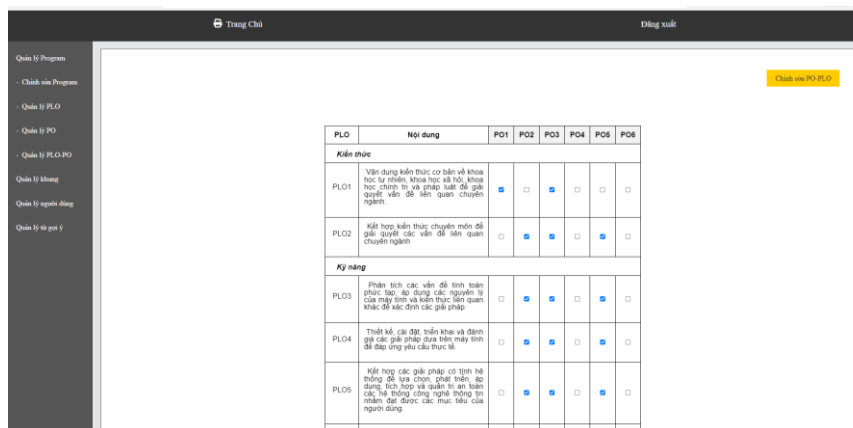 Trang Chủ
Đăng xuất
Quản lý Program
- Chỉnh sửa Program
- Quản lý PLO
- Quản lý PO
- Quản lý PLO-PO
Quản lý khung
Quản lý người dùng
Quản lý từ gợi ý
Chỉnh sửa PO-PLO
PLO Nội dung PO1 PO2 PO3 PO4 PO5 PO6
Kiến thức
PLO1
Vận dụng kiến thức cơ bản về khoa
học tự nhiên, khoa học xã hội, khoa
học chính trị và pháp luật để giải
quyết vấn đề liên quan chuyên
ngành.
PLO2
Kết hợp kiến thức chuyên môn để
giải quyết các vấn đề liên quan
chuyên ngành
Kỹ năng
PLO3
Phân tích các vấn đề tính toán
phức tạp, áp dụng các nguyên lý
của máy tính và kiến thức liên quan
khác để xác định các giải pháp.
PLO4
Thiết kế, cài đặt, triển khai và đánh
giá các giải pháp dựa trên máy tính
để đáp ứng yêu cầu thực tế.
PLO5
Kết hợp các giải pháp có tính hệ
thống để lựa chọn, phát triển, áp
dụng, tích hợp và quản trị an toàn
các hệ thống công nghệ thông tin
nhằm đạt được các mục tiêu của
người dùng.